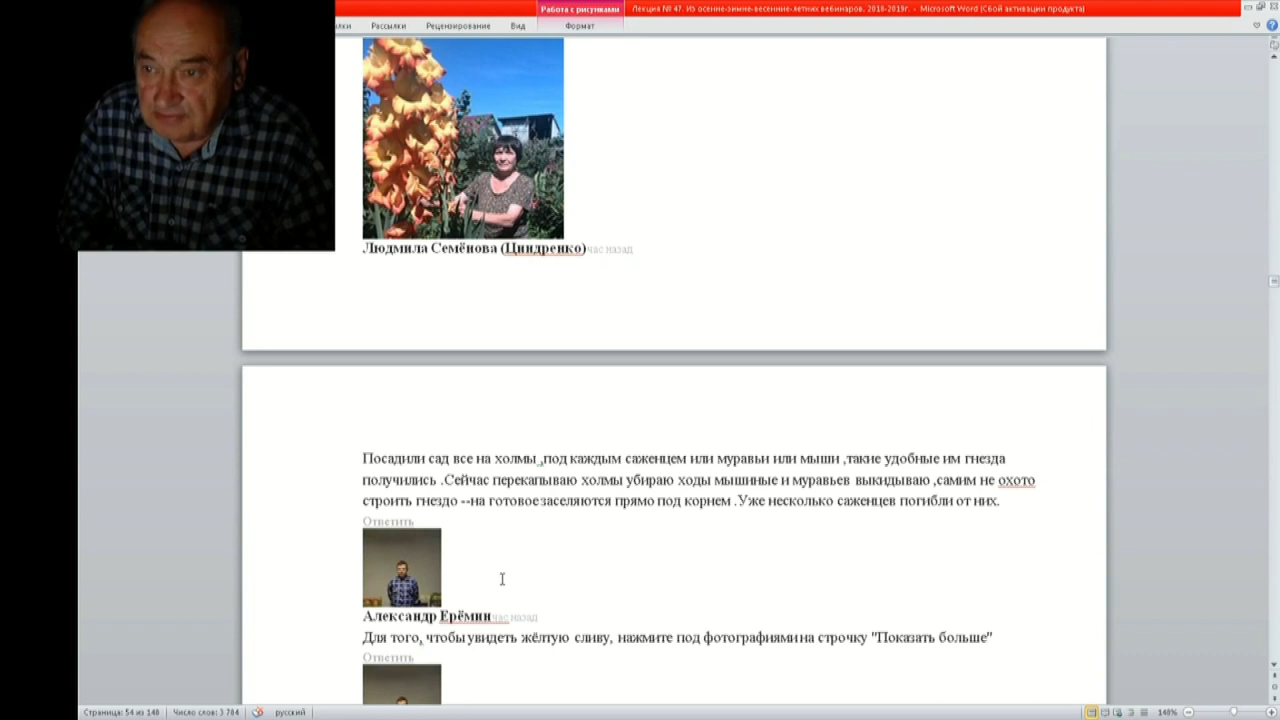 Работа с рисунками
Лекция № 47. Из осенне-зимне-весенние-летних вебинаров. 2018-2019г. - Microsoft Word (Сбой активации продукта)
лки Рассылки Рецензирование Вид Формат
Людмила Семёнова (Циндренко)час назад
Посадили сад все на холмы ,под каждым саженцем или муравьи или мыши ,такие удобные им гнезда
получились .Сейчас перекапываю холмы убираю ходы мышиные и муравьев выкидываю ,самим не охото
строить гнездо --на готовое заселяются прямо под корнем .Уже несколько саженцев погибли от них.
Ответить
Александр Ерёминчас назад
Для того, чтобы увидеть жёлтую сливу, нажмите под фотографиями на строчку "Показать больше"
Ответить
Страница: 54 из 148 Число слов: 3 784 русский 148%